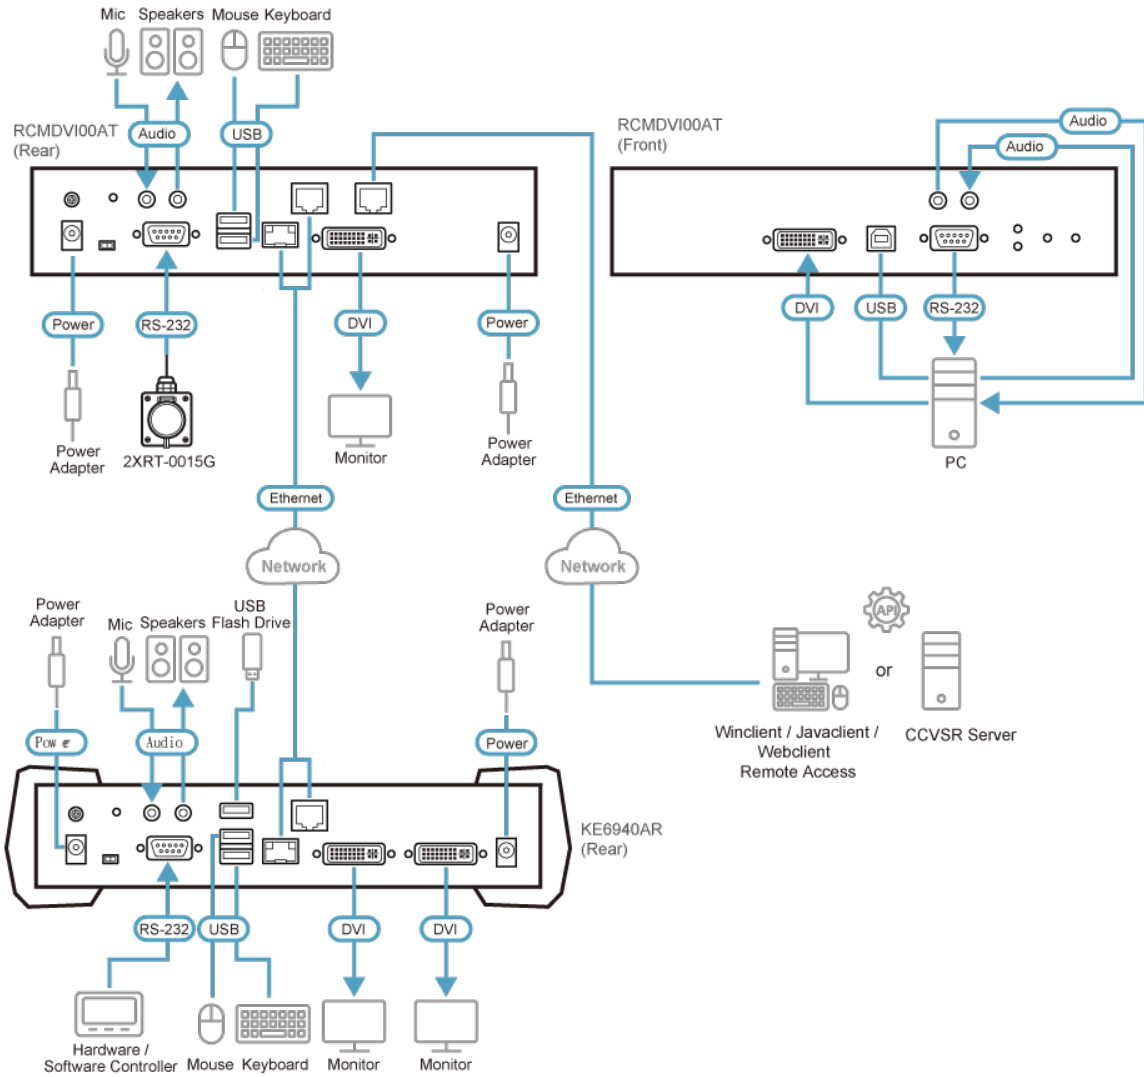 Mic Speakers Mouse Keyboard
RCMDVI00AT
(Rear)
Audio
USB
RCMDVI00AT
(Front)
Audio
Audio
Power
RS-232
DVI
Power
DVI
USB
RS-232
Power
Adapter
2XRT-0015G
Monitor
Power
Adapter
PC
Ethernet
Ethernet
Network
Network
Power
Adapter
Mic Speakers
USB
Flash Drive
Power
Adapter
API
or
Winclient / Javaclient /
Webclient
Remote Access
CCVSR Server
Power
Audio
Power
KE6940AR
(Rear)
RS-232
USB
DVI
DVI
Hardware /
Software Controller
Mouse Keyboard
Monitor
Monitor